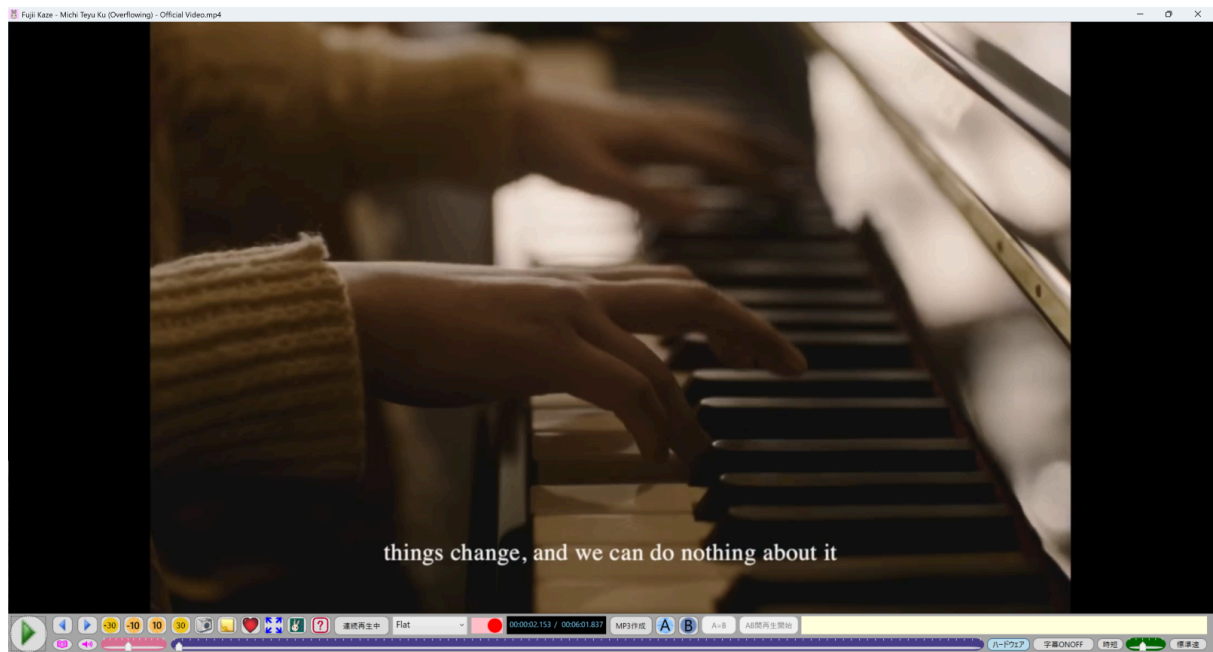 Fujii Kaze - Michi Teyu Ku (Overflowing) - Official Video.mp4
things change, and we can do nothing about it
-30 -10 10 30 ? 連続再生中 Flat 00:00:02.153 / 00:06:01.837 MP3作成 A B A»B AB間再生開始
ハードウェア 字幕ONOFF 時短 標準速